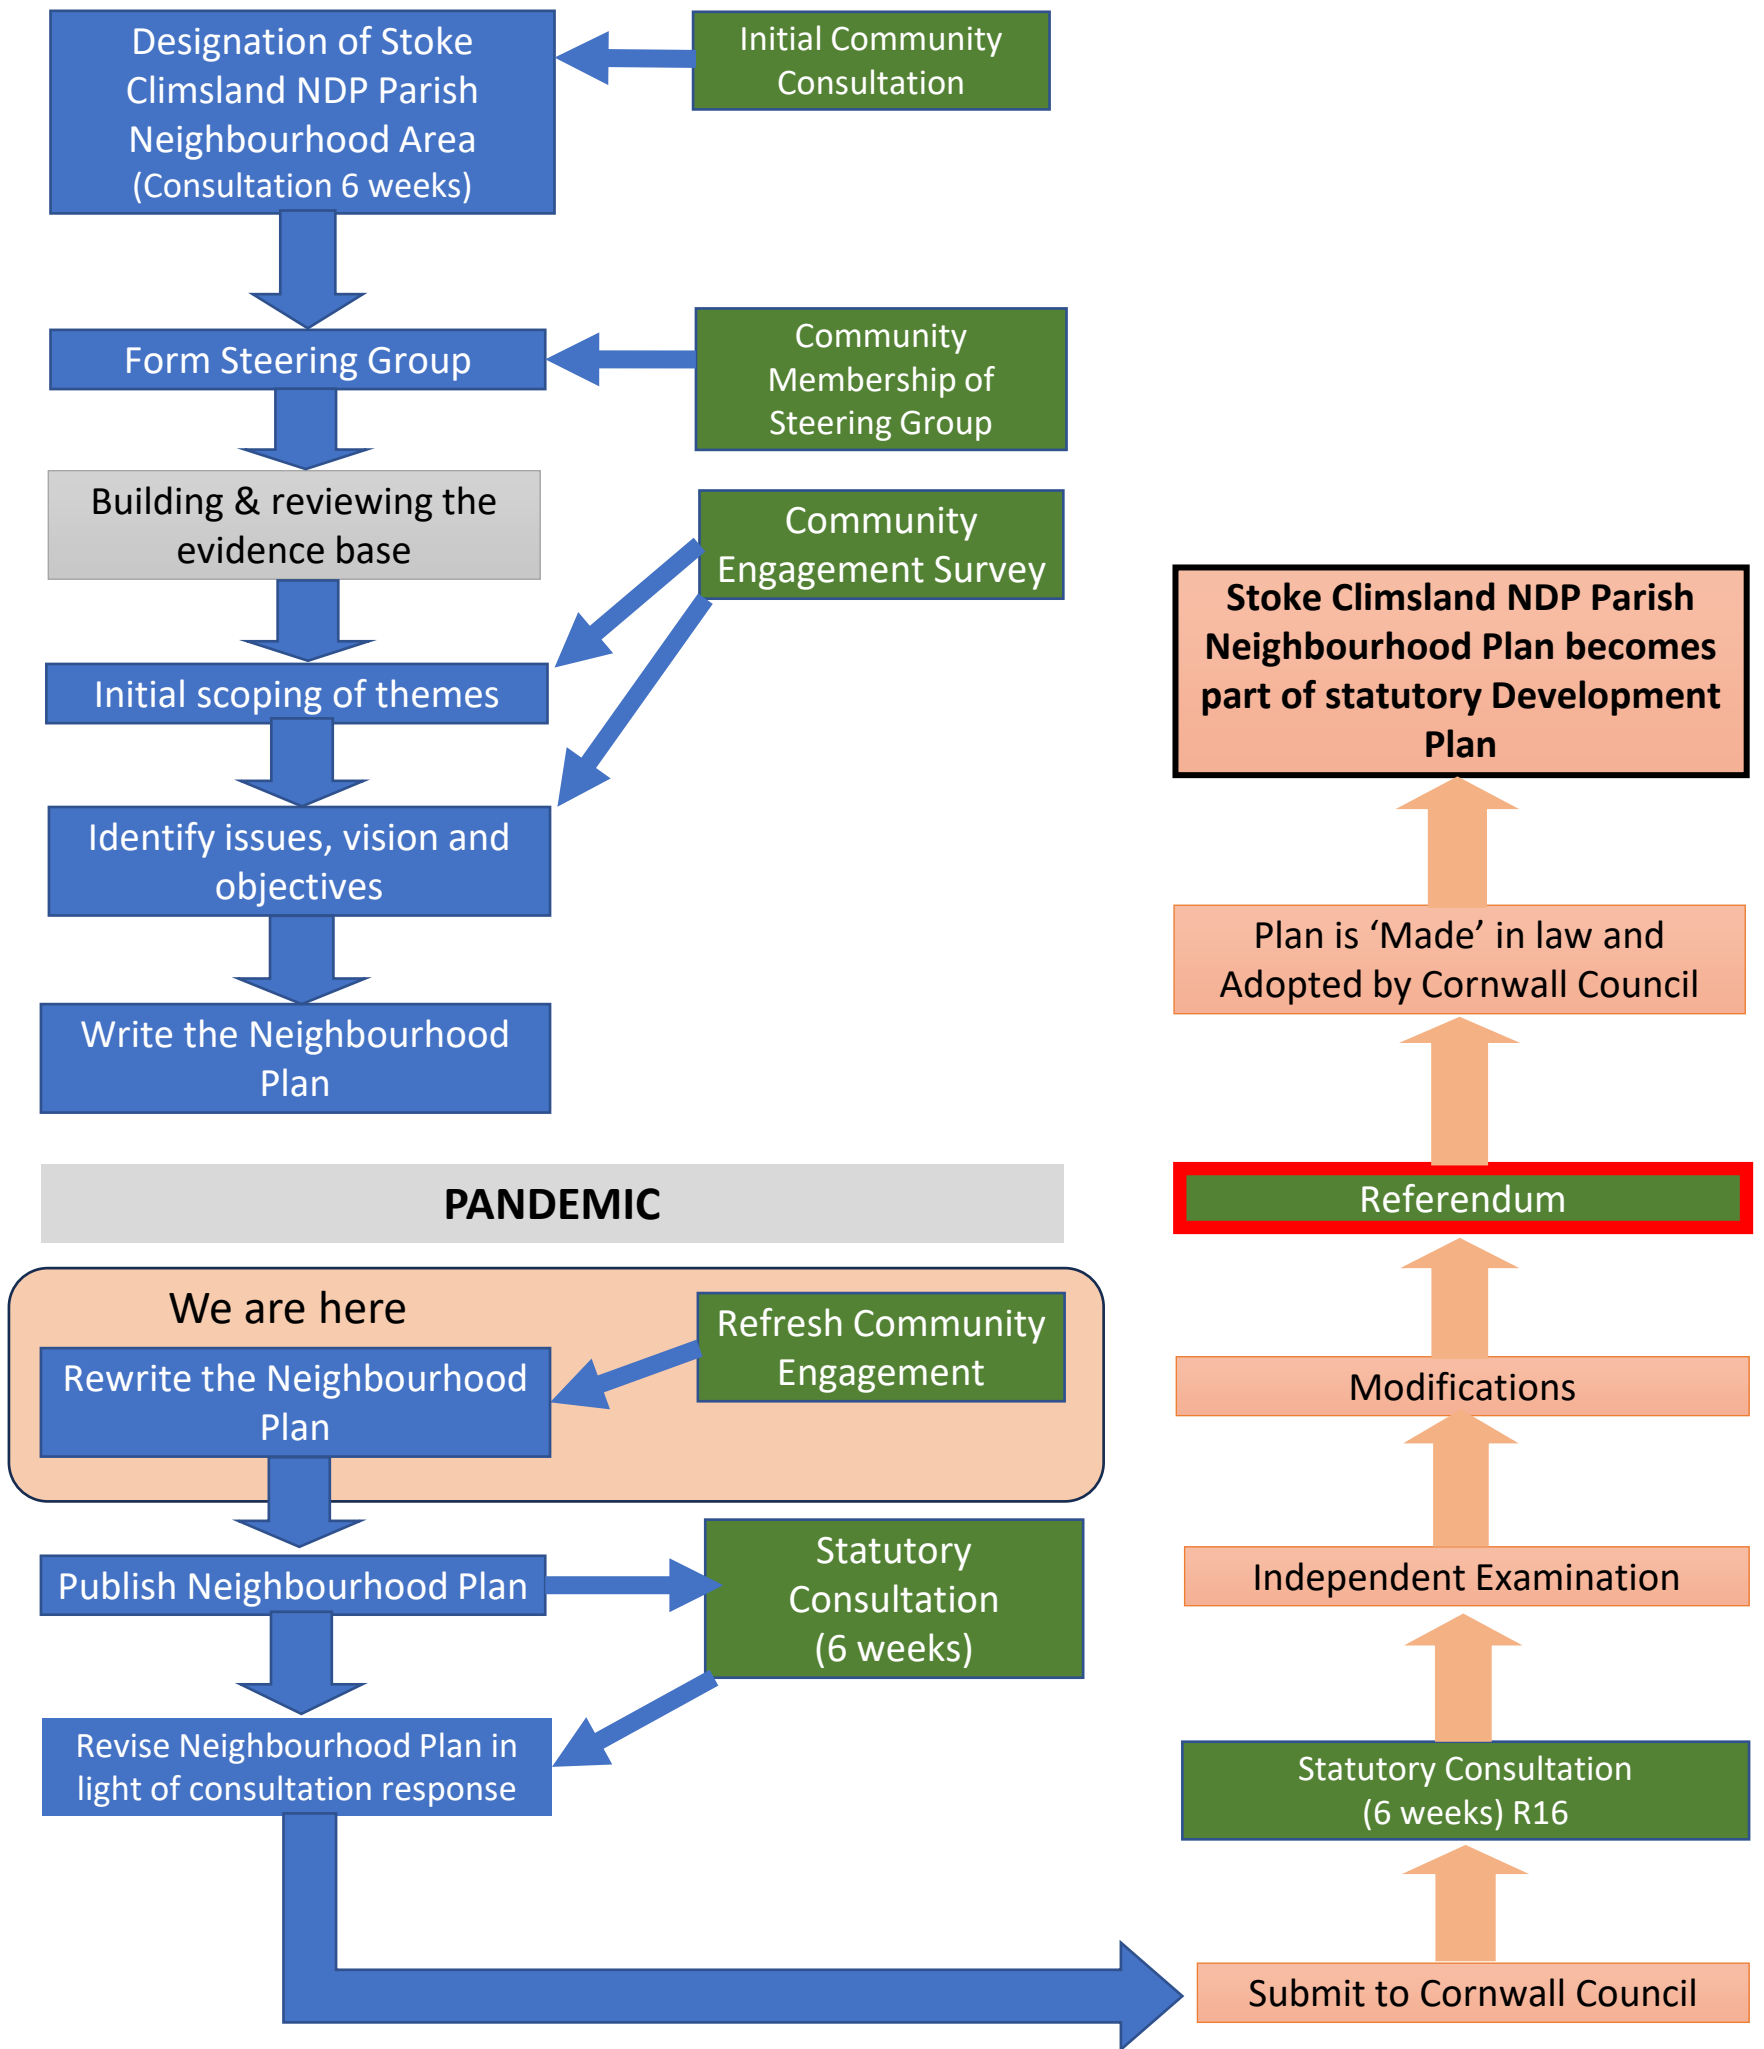 Designation of Stoke
Climsland NDP Parish
Neighbourhood Area
(Consultation 6 weeks)
Initial Community
Consultation
Form Steering Group
Community
Membership of
Steering Group
Building & reviewing the
evidence base
Community
Engagement Survey
Initial scoping of themes
Identify issues, vision and
objectives
Write the Neighbourhood
Plan
PANDEMIC
We are here
Rewrite the Neighbourhood
Plan
Refresh Community
Engagement
Publish Neighbourhood Plan
Statutory
Consultation
(6 weeks)
Revise Neighbourhood Plan in
light of consultation response
Submit to Cornwall Council
Statutory Consultation
(6 weeks) R16
Independent Examination
Modifications
Referendum
Plan is ‘Made’ in law and
Adopted by Cornwall Council
Stoke Climsland NDP Parish
Neighbourhood Plan becomes
part of statutory Development
Plan